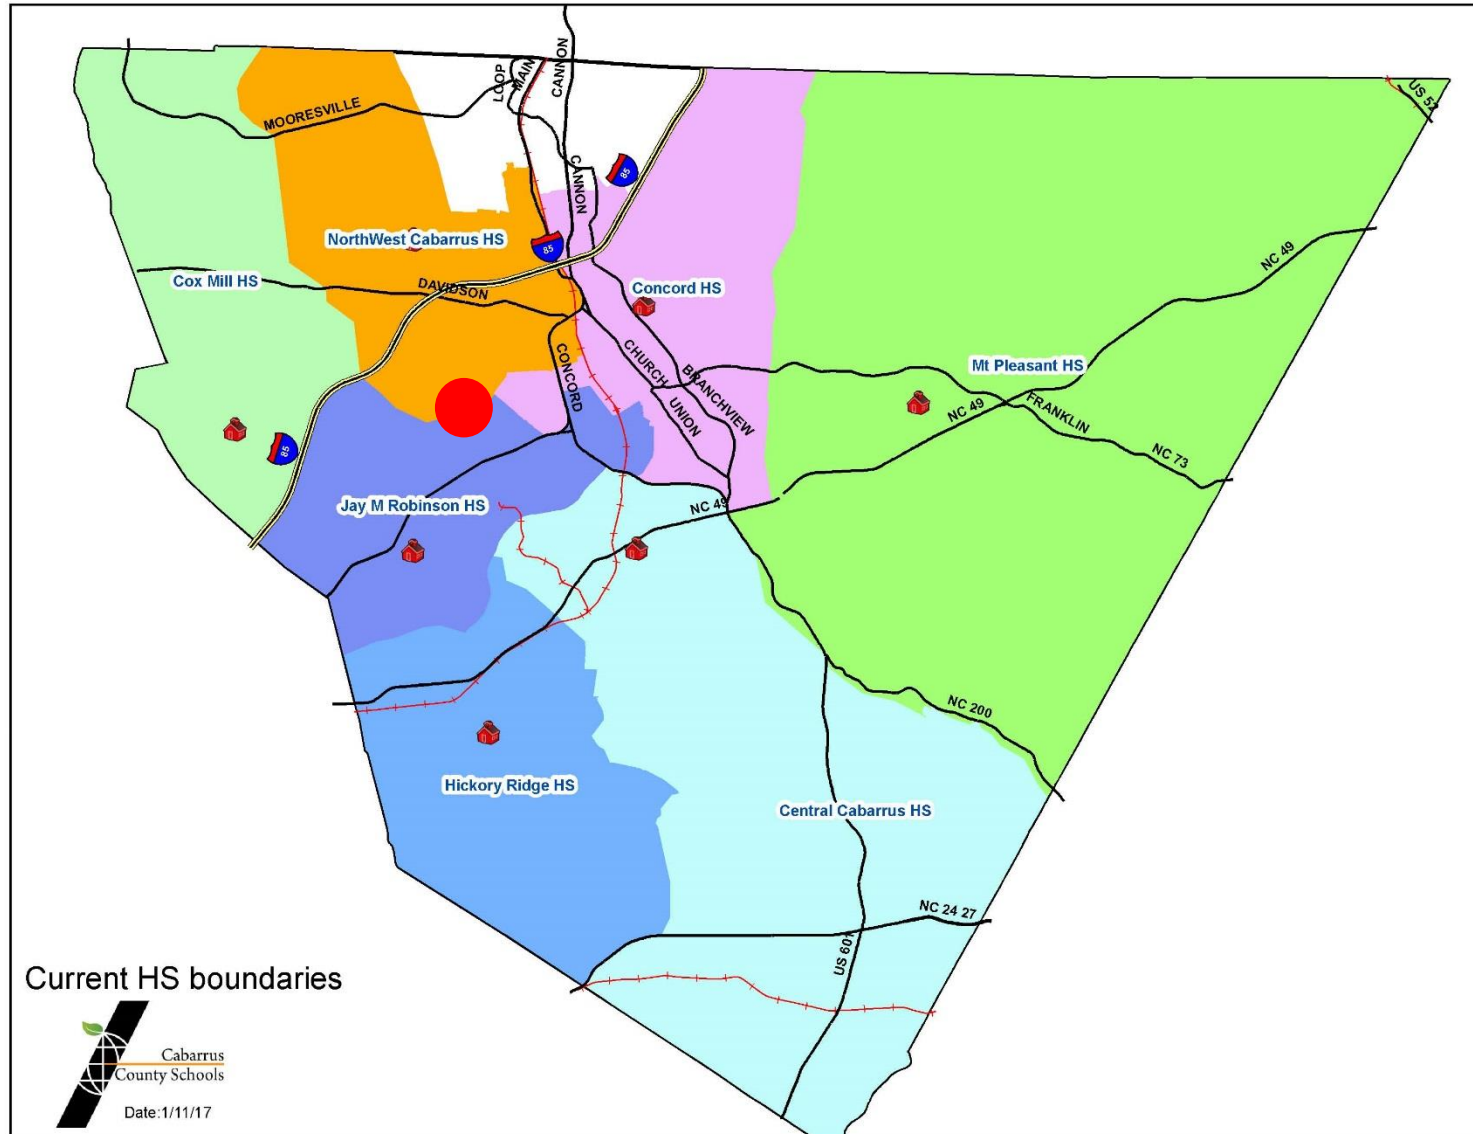 LOOP
MAIN
CANNON
US 52
MOORESVILLE
85
CANNON
NorthWest Cabarrus HS
85
NC 49
Cox Mill HS
DAVIDSON
Concord HS
CONCORD
CHURCH
BRANCHVIEW
Mt Pleasant HS
UNION
NC 49
FRANKLIN
85
NC 73
Jay M Robinson HS
NC 49
NC 200
Hickory Ridge HS
Central Cabarrus HS
NC 24 27
US 601
Current HS boundaries
Cabarrus
County Schools
Date:1/11/17